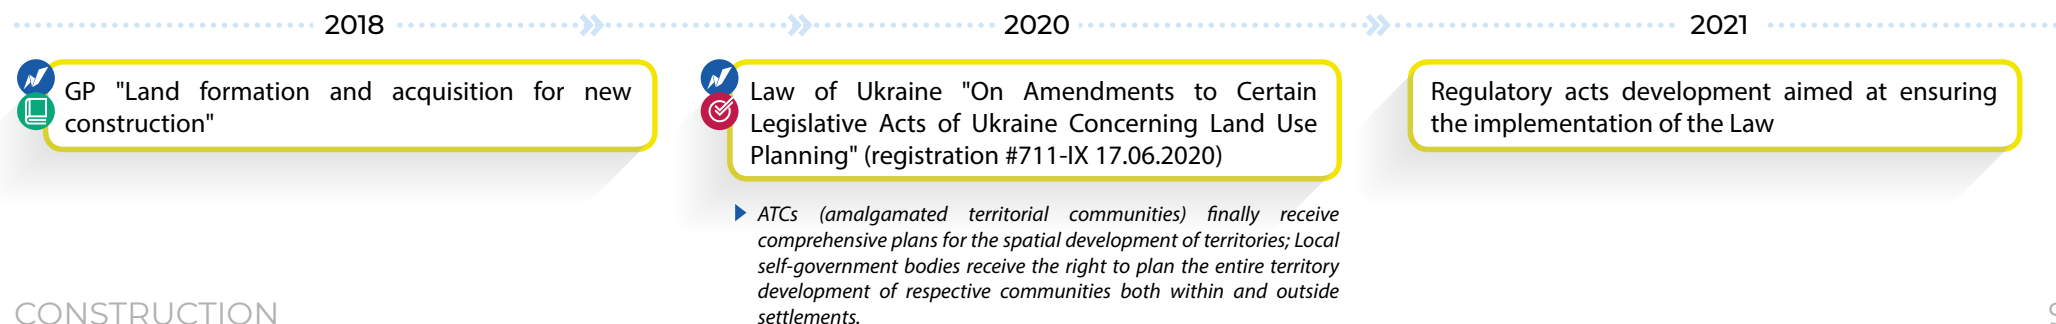 2018
2020
2021
GP "Land formation and acquisition for new
construction"
Law of Ukraine "On Amendments to Certain
Legislative Acts of Ukraine Concerning Land Use
Planning" (registration #711-IX 17.06.2020)
ATCs (amalgamated territorial communities) finally receive
comprehensive plans for the spatial development of territories; Local
self-government bodies receive the right to plan the entire territory
development of respective communities both within and outside
settlements.
Regulatory acts development aimed at ensuring
the implementation of the Law
CONSTRUCTION